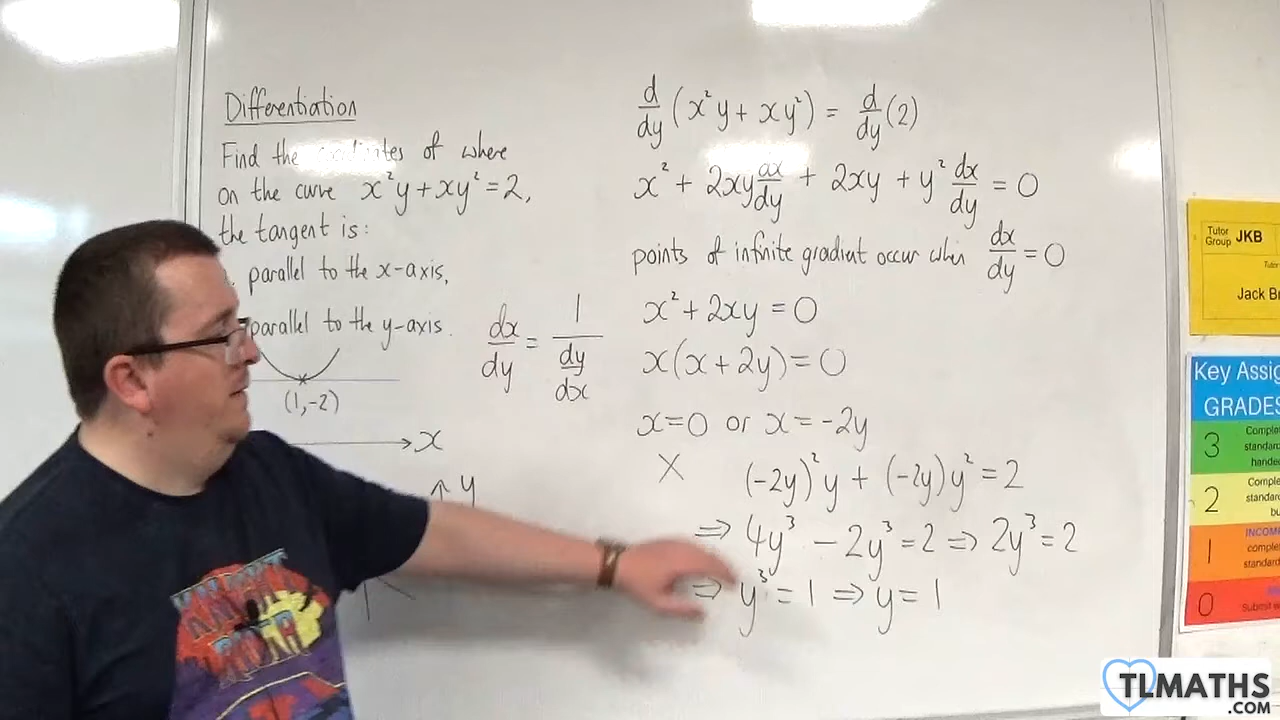 Differentiation
Find the coordinates of where
on the curve x²y + xy² = 2,
the tangent is:
parallel to the x-axis,
parallel to the y-axis.
(1,-2)
x
y
dx/dy = 1/(dy/dx)
d/dy (x²y + xy²) = d/dy (2)
x² + 2xy dx/dy + 2xy + y² dx/dy = 0
points of infinite gradient occur when dx/dy = 0
x² + 2xy = 0
x(x + 2y) = 0
x = 0 or x = -2y
X (-2y)²y + (-2y)y² = 2
⇒ 4y³ - 2y³ = 2 ⇒ 2y³ = 2
⇒ y³ = 1 ⇒ y = 1
Tutor
Group JKB
Jack
Key Assig
GRADES
3
2
1
0
TLMATHS
.COM